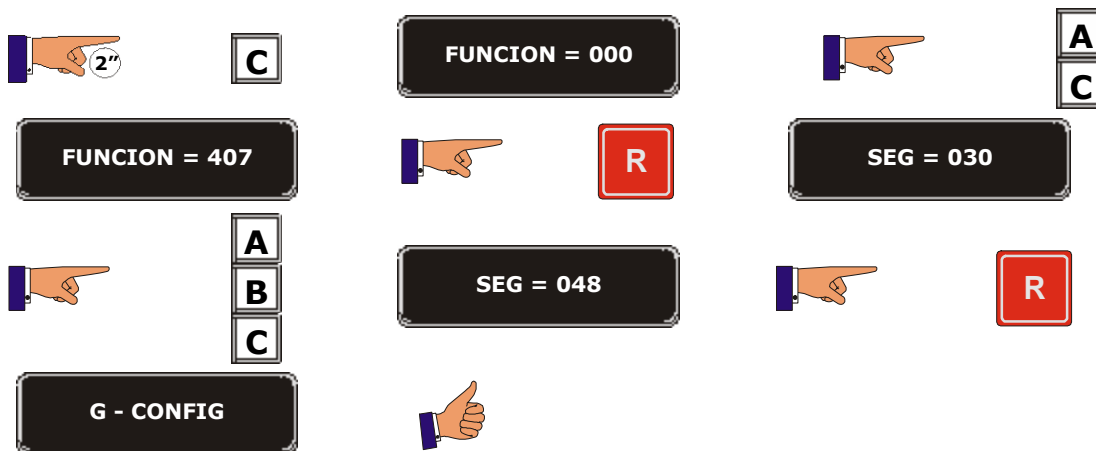 2”
C
FUNCION = 000
A
C
FUNCION = 407
R
SEG = 030
A
B
C
SEG = 048
R
G - CONFIG